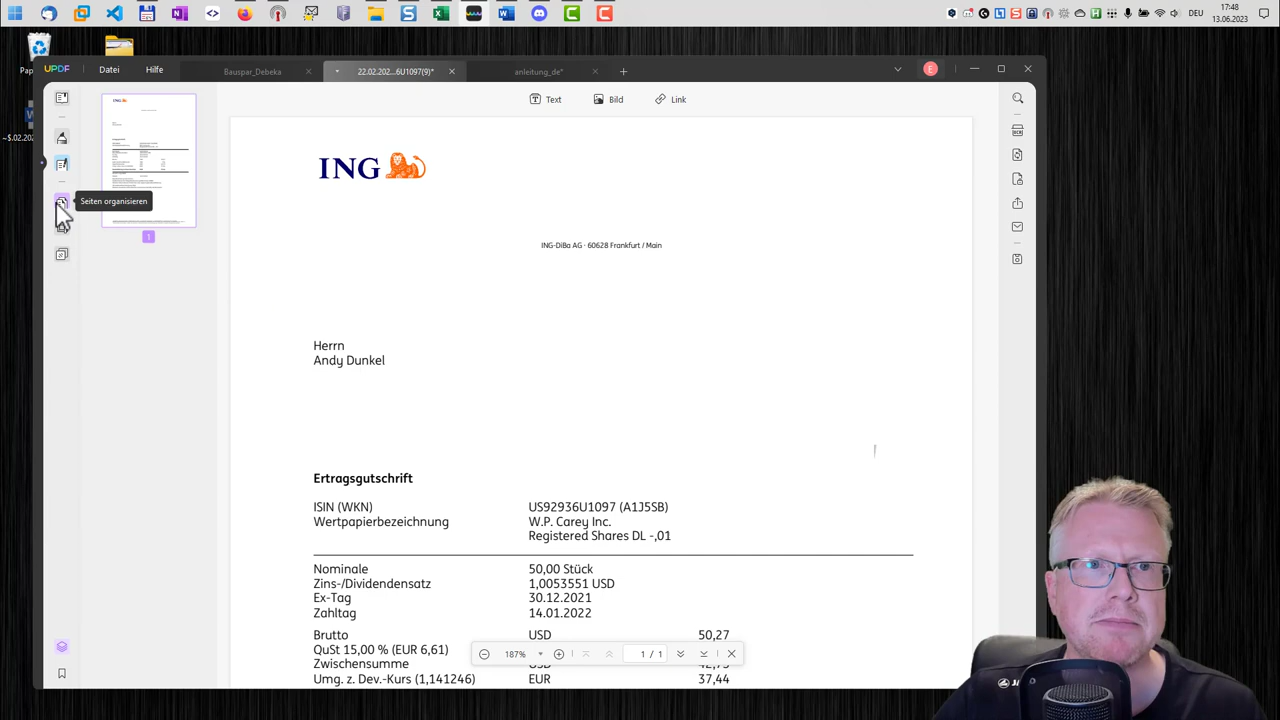 17:48
DEU
13.06.2023
UPDF
Datei
Hilfe
Bauspar_Debeka
22.02.202...6U1097(9)*
anleitung_de*
E
Text
Bild
Link
Seiten organisieren
1
ING
ING-DiBa AG · 60628 Frankfurt / Main
Herrn
Andy Dunkel
Ertragsgutschrift
ISIN (WKN) US92936U1097 (A1J5SB)
Wertpapierbezeichnung W.P. Carey Inc.
Registered Shares DL -,01
Nominale 50,00 Stück
Zins-/Dividendensatz 1,0053551 USD
Ex-Tag 30.12.2021
Zahltag 14.01.2022
Brutto USD 50,27
QuSt 15,00 % (EUR 6,61)
Zwischensumme
Umg. z. Dev.-Kurs (1,141246) EUR 37,44
187%
1 / 1